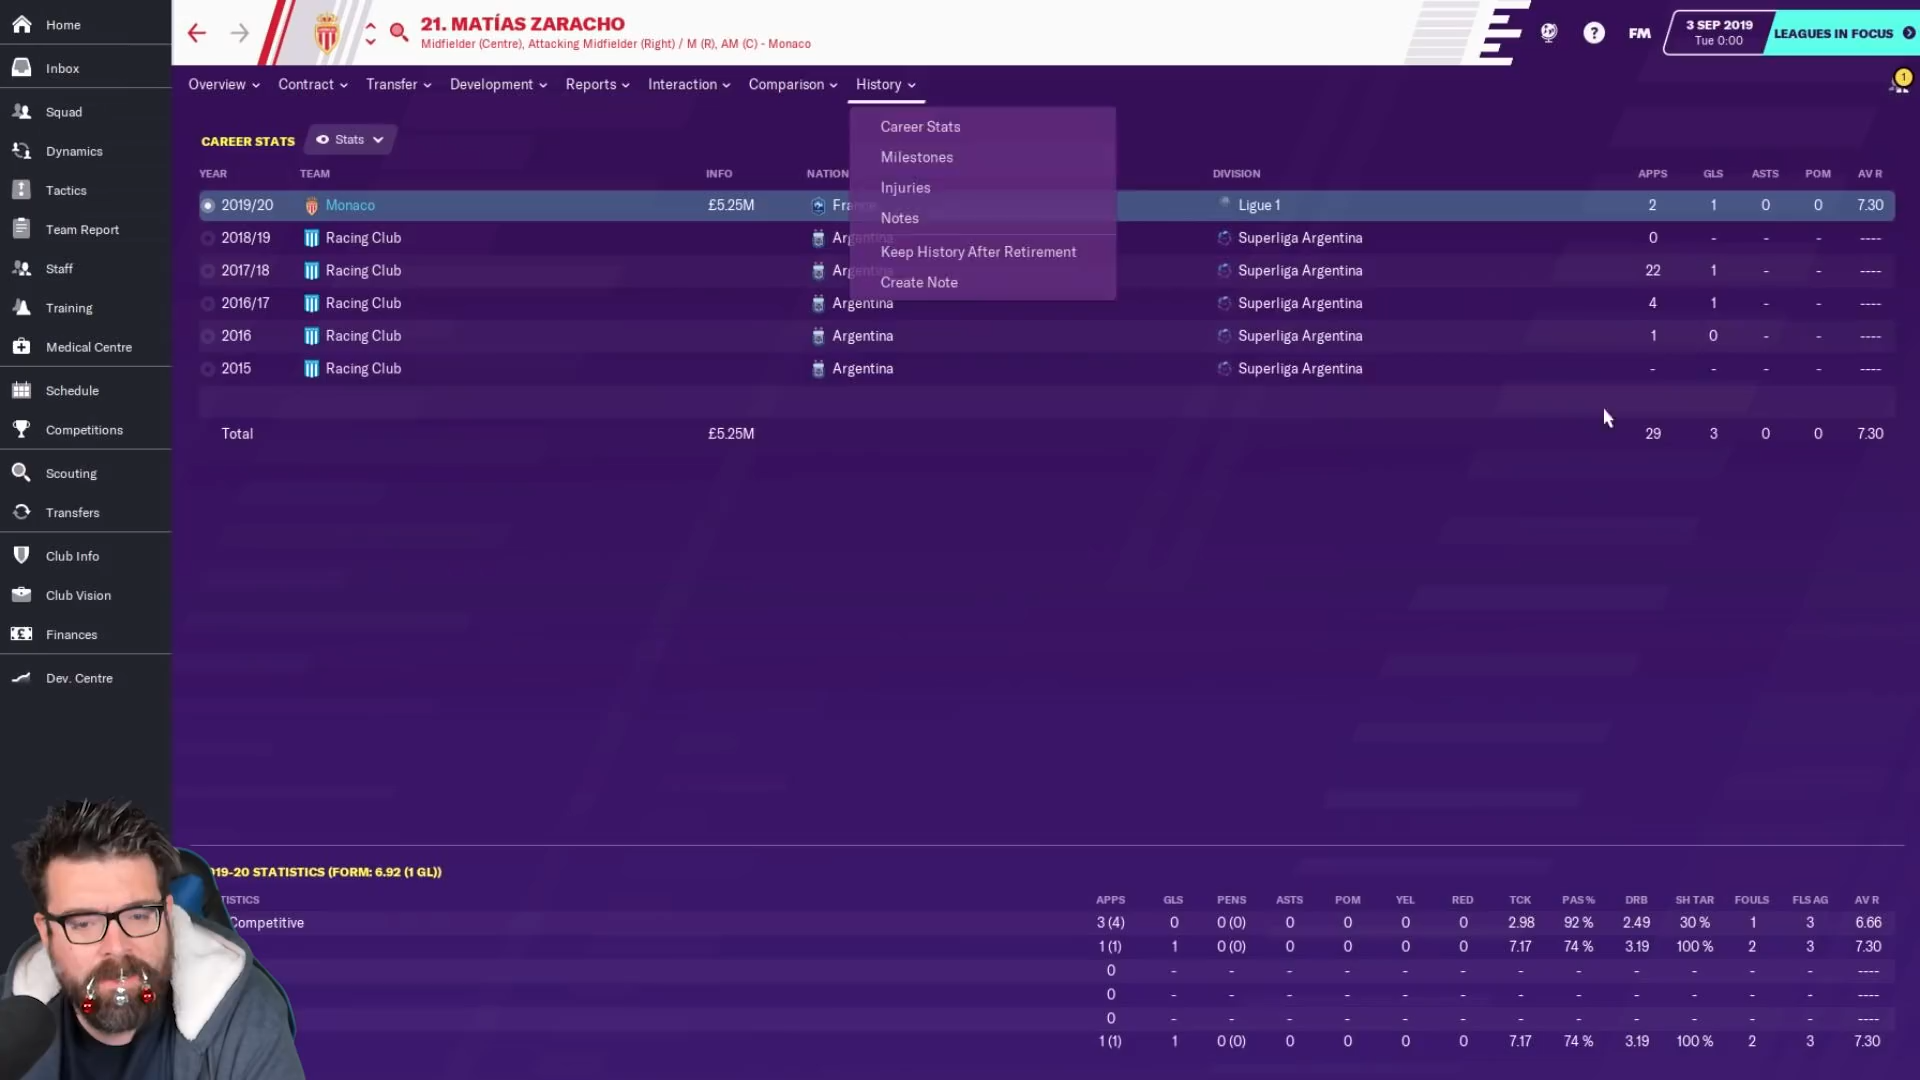 Home
Inbox
Squad
Dynamics
Tactics
Team Report
Staff
Training
Medical Centre
Schedule
Competitions
Scouting
Transfers
Club Info
Club Vision
Finances
Dev. Centre
21. MATÍAS ZARACHO
Midfielder (Centre), Attacking Midfielder (Right) / M (R), AM (C) - Monaco
? FM 3 SEP 2019 Tue 0:00 LEAGUES IN FOCUS
Overview Contract Transfer Development Reports Interaction Comparison History 1
Career Stats
Milestones
Injuries
Notes
Keep History After Retirement
Create Note
CAREER STATS Stats
YEAR TEAM INFO NATION DIVISION APPS GLS ASTS POM AV R
2019/20 Monaco £5.25M France Ligue 1 2 1 0 0 7.30
2018/19 Racing Club Argentina Superliga Argentina 0 - - - ----
2017/18 Racing Club Argentina Superliga Argentina 22 1 - - ----
2016/17 Racing Club Argentina Superliga Argentina 4 1 - - ----
2016 Racing Club Argentina Superliga Argentina 1 0 - - ----
2015 Racing Club Argentina Superliga Argentina - - - - ----
Total £5.25M 29 3 0 0 7.30
019-20 STATISTICS (FORM: 6.92 (1 GL))
TISTICS APPS GLS PENS ASTS POM YEL RED TCK PAS % DRB SH TAR FOULS FLS AG AV R
Competitive 3 (4) 0 0 (0) 0 0 0 0 2.98 92 % 2.49 30 % 1 3 6.66
1 (1) 1 0 (0) 0 0 0 0 7.17 74 % 3.19 100 % 2 3 7.30
0 - - - - - - - - - - - - ----
0 - - - - - - - - - - - - ----
0 - - - - - - - - - - - - ----
1 (1) 1 0 (0) 0 0 0 0 7.17 74 % 3.19 100 % 2 3 7.30